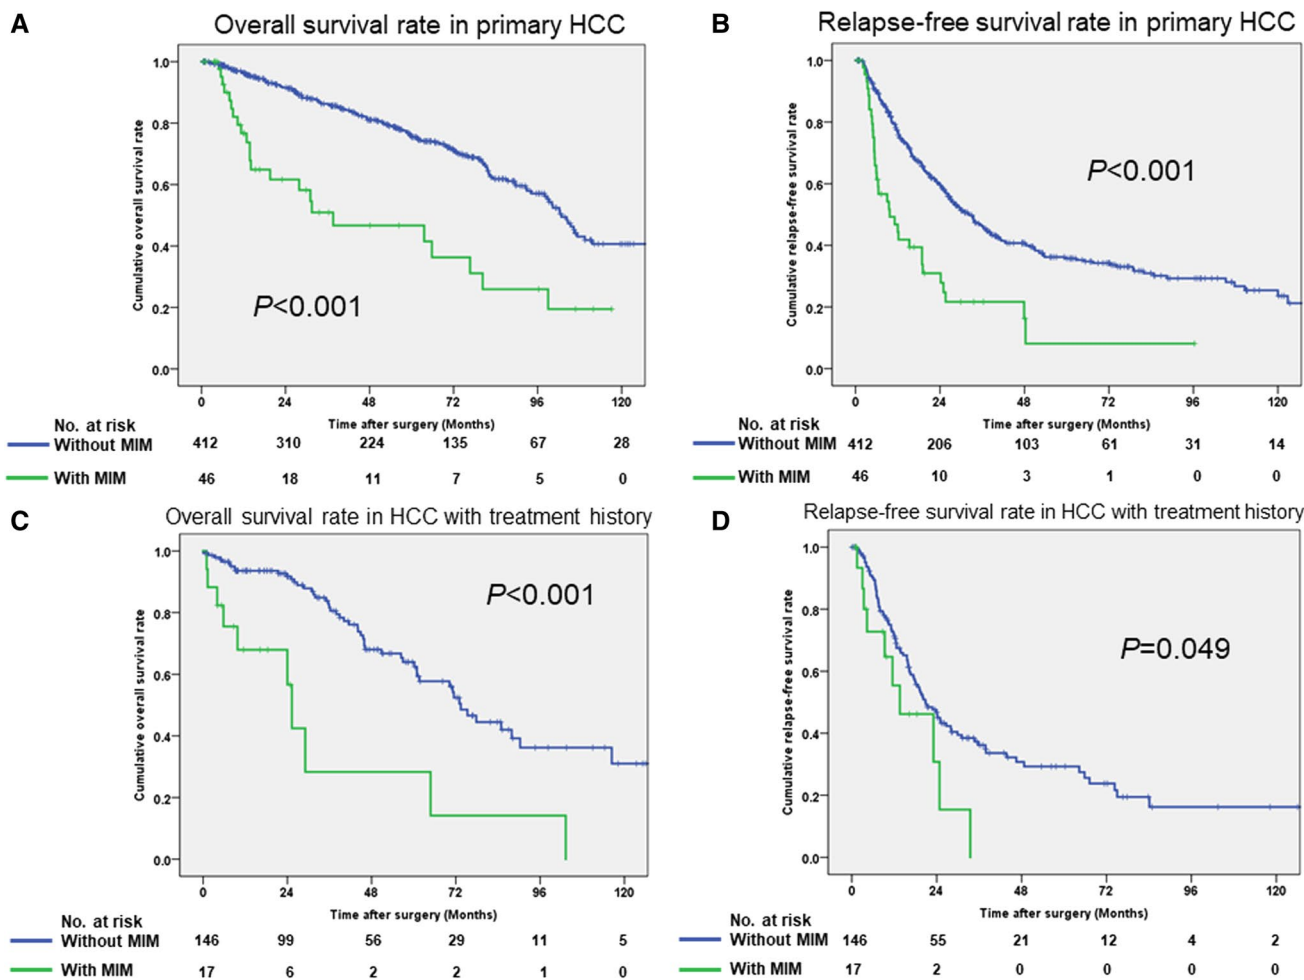 A
Overall survival rate in primary HCC
Cumulative overall survival rate
1.0
0.8
0.6
0.4
0.2
0.0
P<0.001
0 24 48 72 96 120
No. at risk
Time after surgery (Months)
Without MIM 412 310 224 135 67 28
With MIM 46 18 11 7 5 0
B
Relapse-free survival rate in primary HCC
Cumulative relapse-free survival rate
1.0
0.8
0.6
0.4
0.2
0.0
P<0.001
0 24 48 72 96 120
No. at risk
Time after surgery (Months)
Without MIM 412 206 103 61 31 14
With MIM 46 10 3 1 0 0
C
Overall survival rate in HCC with treatment history
Cumulative overall survival rate
1.0
0.8
0.6
0.4
0.2
0.0
P<0.001
0 24 48 72 96 120
Time after surgery (Months)
No. at risk
Without MIM 146 99 56 29 11 5
With MIM 17 6 2 2 1 0
D
Relapse-free survival rate in HCC with treatment history
Cumulative relapse-free survival rate
1.0
0.8
0.6
0.4
0.2
0.0
P=0.049
0 24 48 72 96 120
Time after surgery (Months)
No. at risk
Without MIM 146 55 21 12 4 2
With MIM 17 2 0 0 0 0